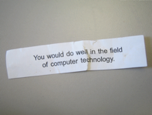 You would do well in the field
of computer technology.